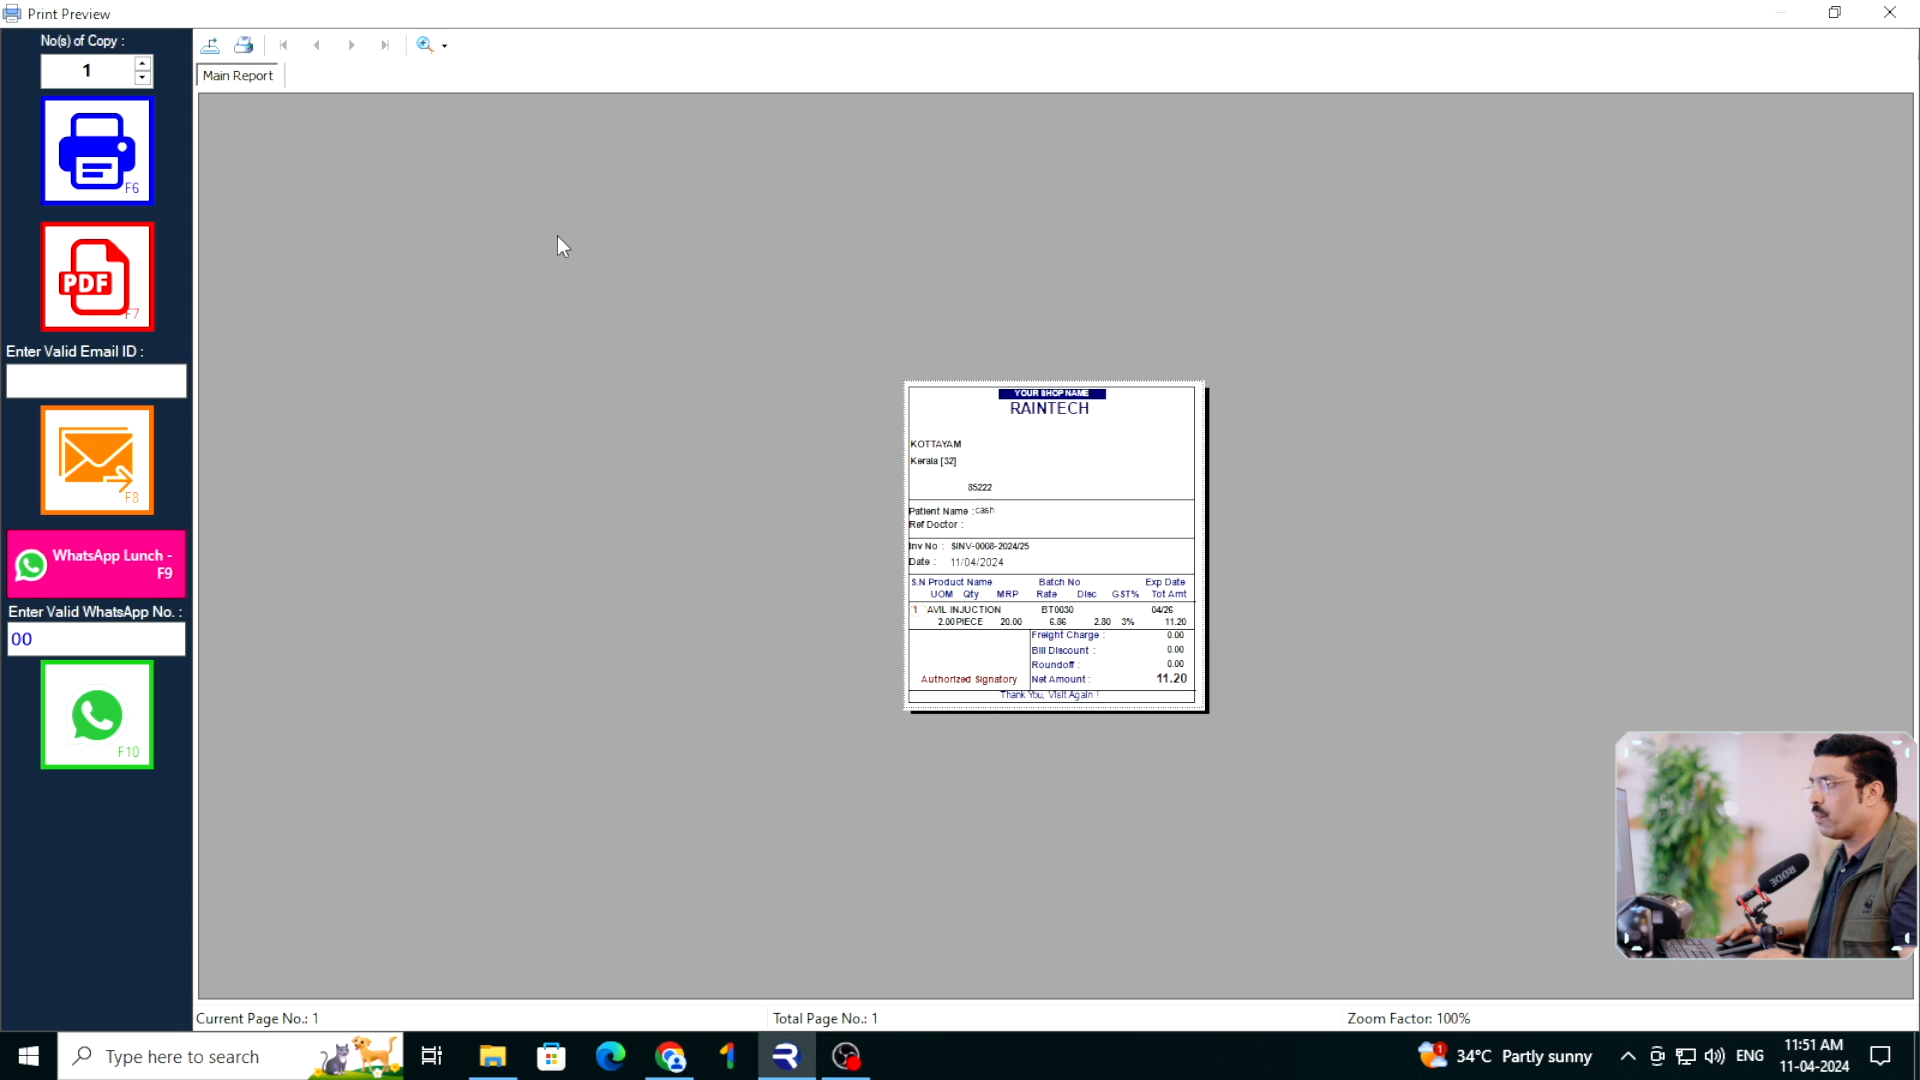 Print Preview
No(s) of Copy :
1
F6
PDF
F7
Enter Valid Email ID :
F8
WhatsApp Lunch -
F9
Enter Valid WhatsApp No. :
00
F10
Main Report
YOUR SHOP NAME
RAINTECH
KOTTAYAM
Kerala [32]
85222
Patient Name :cash
Ref Doctor :
Inv No : SINV-0008-2024/25
Date : 11/04/2024
S.N Product Name Batch No Exp Date
UOM Qty MRP Rate Disc GST% Tot Amt
1 AVIL INJUCTION BT0030 04/26
2.00 PIECE 20.00 6.86 2.80 3% 11.20
Freight Charge : 0.00
Bill Discount : 0.00
Roundoff : 0.00
Authorized Signatory Net Amount : 11.20
Thank You, Visit Again !
RØDE
Current Page No.: 1 Total Page No.: 1 Zoom Factor: 100%
Type here to search
1
34°C Partly sunny ENG
11:51 AM
11-04-2024